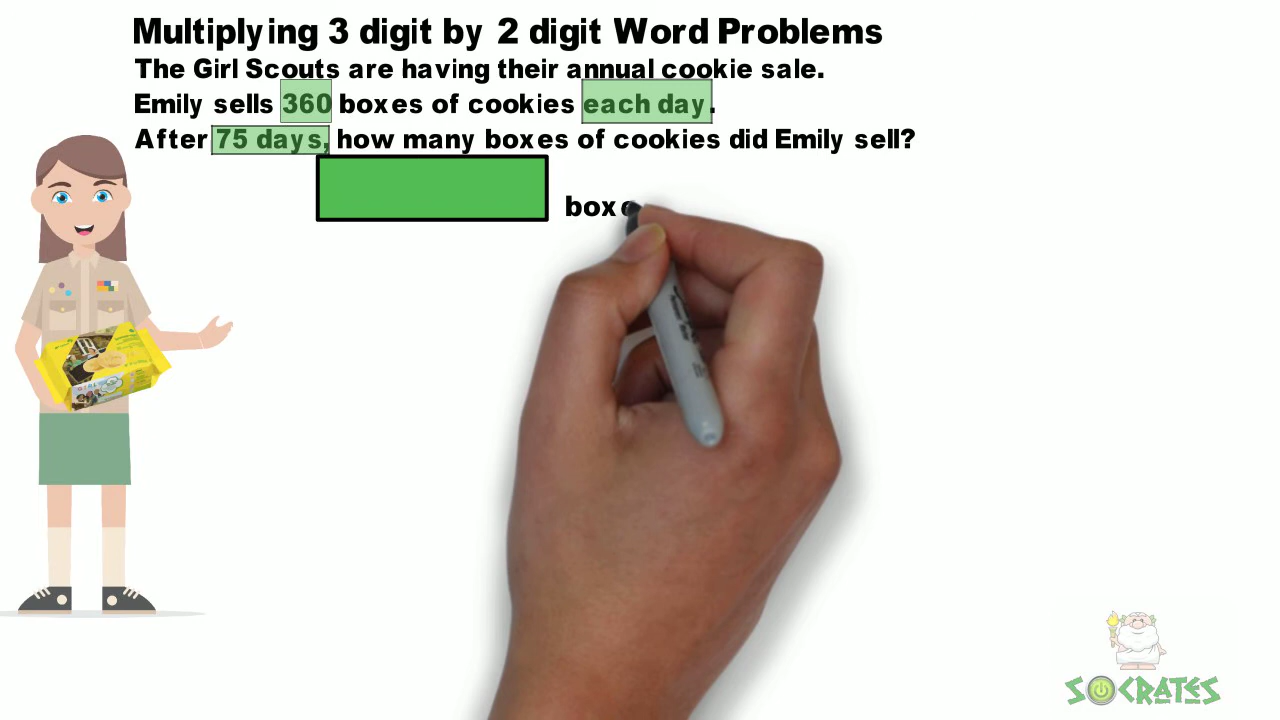 Multiplying 3 digit by 2 digit Word Problems
The Girl Scouts are having their annual cookie sale.
Emily sells 360 boxes of cookies each day.
After 75 days, how many boxes of cookies did Emily sell?
boxe
SOCRATES